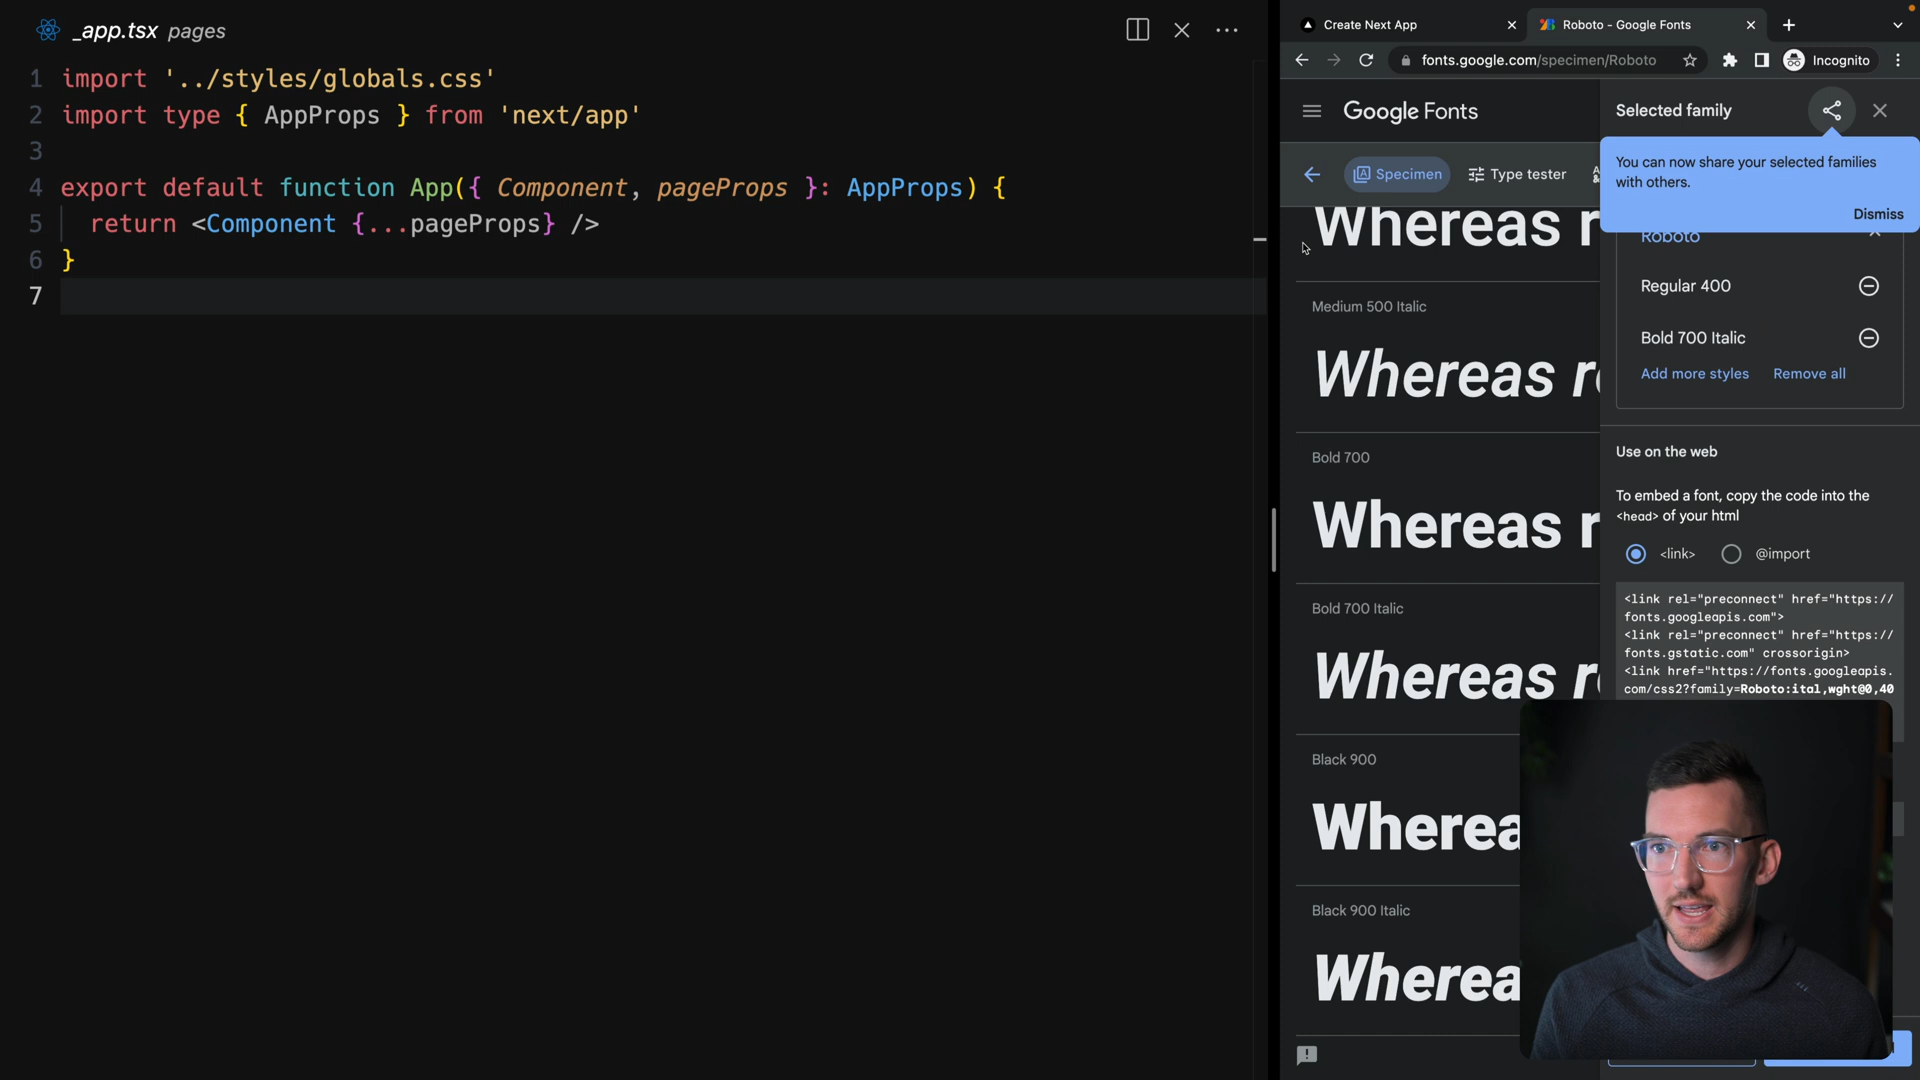 _app.tsx pages
1 import '../styles/globals.css'
2 import type { AppProps } from 'next/app'
3
4 export default function App({ Component, pageProps }: AppProps) {
5 return <Component {...pageProps} />
6 }
7
Create Next App
Roboto - Google Fonts
fonts.google.com/specimen/Roboto
Incognito
Google Fonts
Selected family
You can now share your selected families
with others.
Dismiss
Specimen
Type tester
Whereas r
Roboto
Regular 400
Medium 500 Italic
Bold 700 Italic
Whereas re
Add more styles Remove all
Bold 700
Use on the web
To embed a font, copy the code into the
<head> of your html
Whereas r
<link> @import
<link rel="preconnect" href="https://
fonts.googleapis.com">
<link rel="preconnect" href="https://
fonts.gstatic.com" crossorigin>
<link href="https://fonts.googleapis.
com/css2?family=Roboto:ital,wght@0,40
Bold 700 Italic
Whereas re
Black 900
Wherea
Black 900 Italic
Wherea